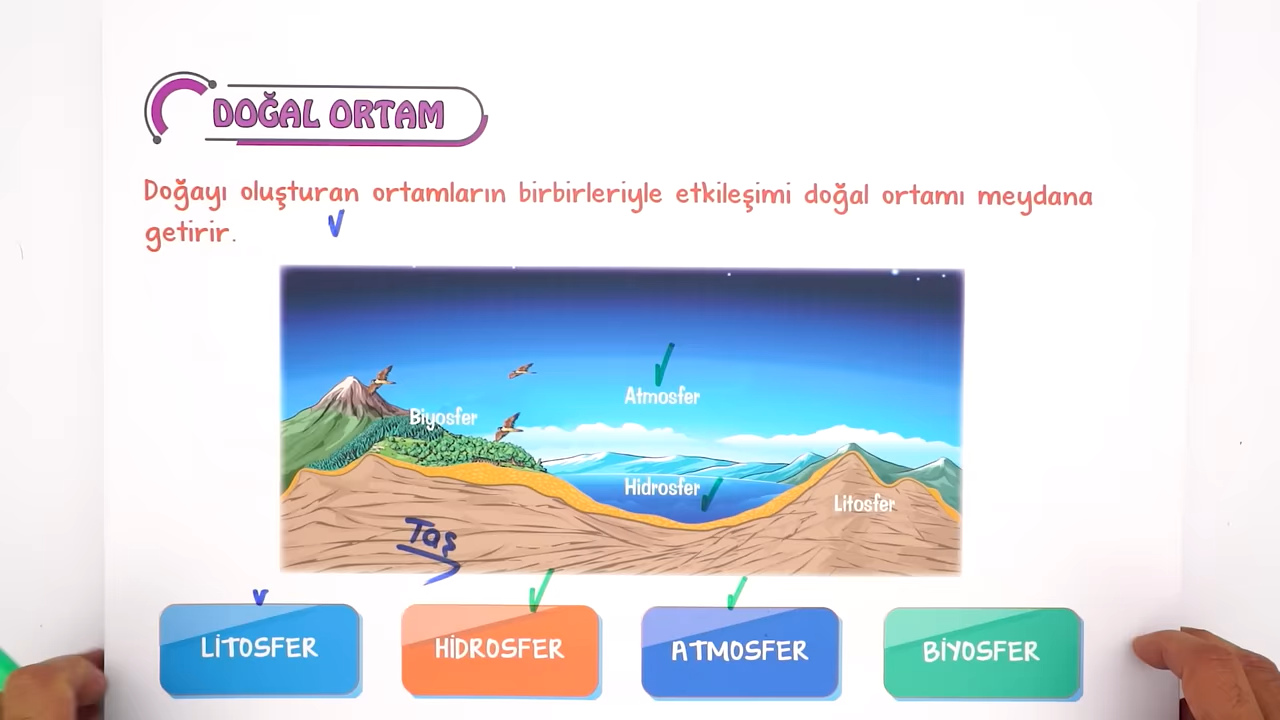 DOĞAL ORTAM
Doğayı oluşturan ortamların birbirleriyle etkileşimi doğal ortamı meydana
getirir.
Atmosfer
Biyosfer
Hidrosfer
Litosfer
Taş
LİTOSFER
HİDROSFER
ATMOSFER
BİYOSFER